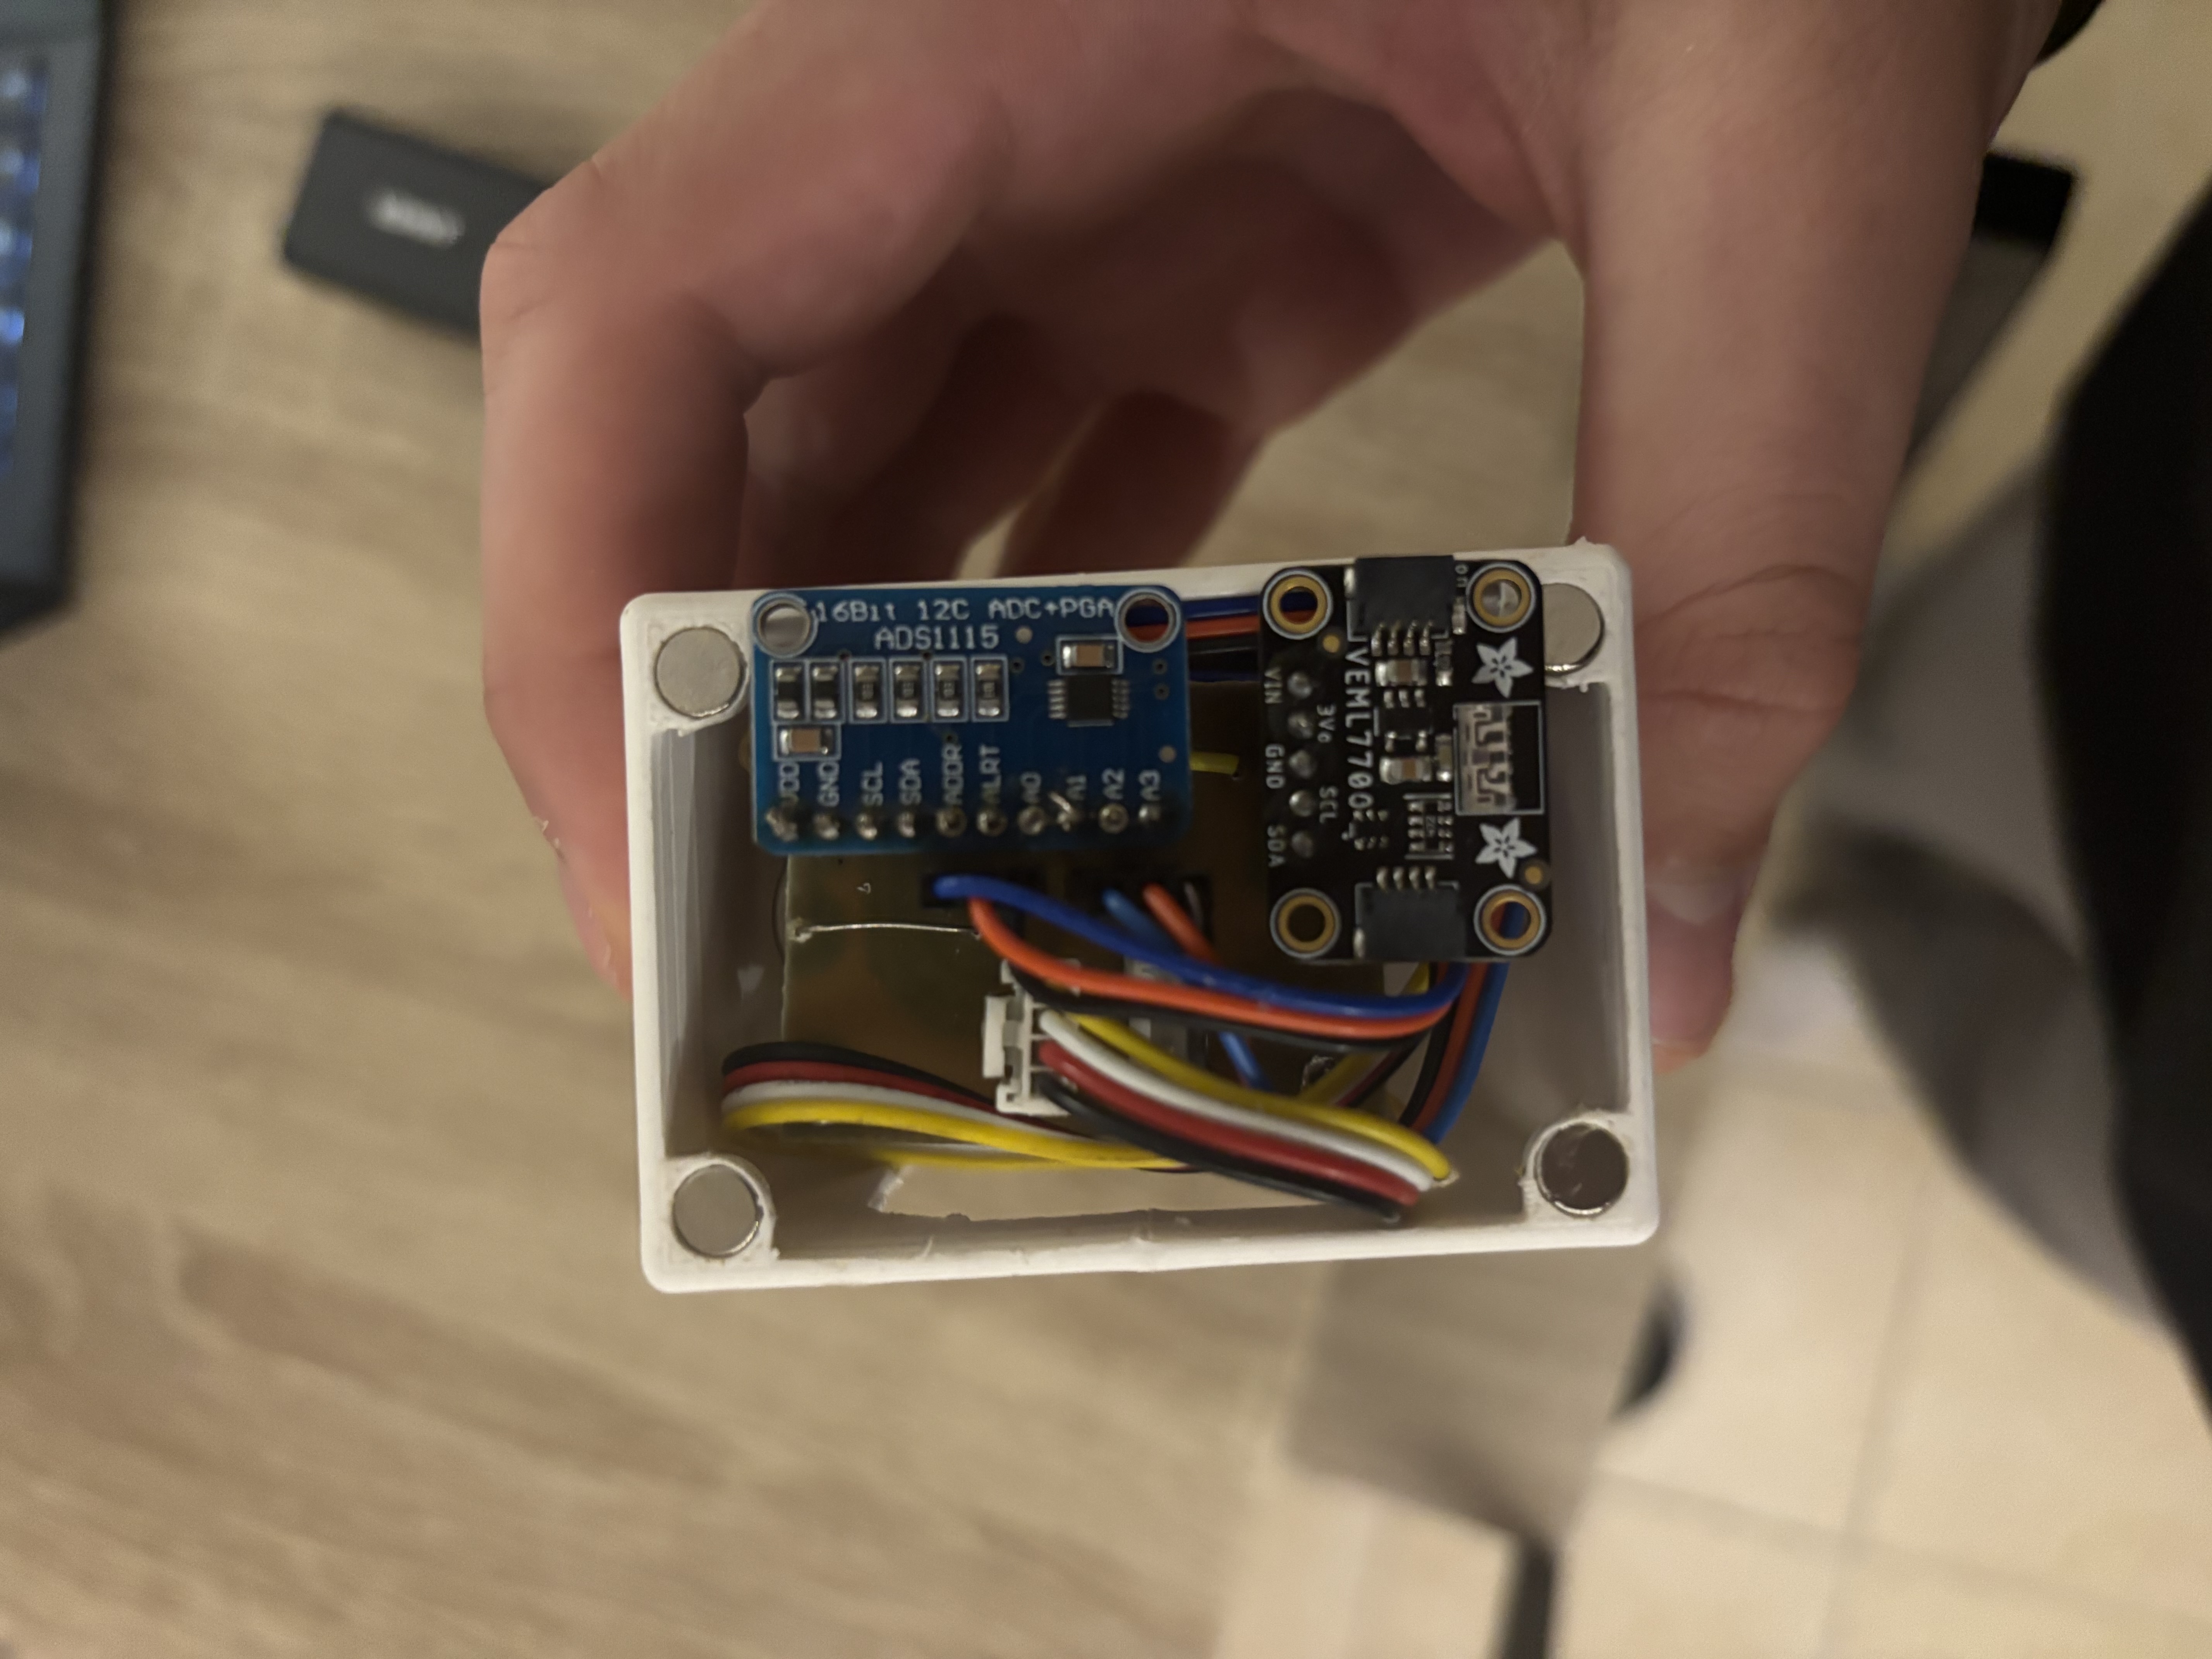 VDD
GND
SCL
SDA
ADDR
ALRT
A0
A1
A2
A3
16Bit I2C ADC+PGA
ADS1115
SDA GND VIN
SCL 3Vo
VEML7700
on